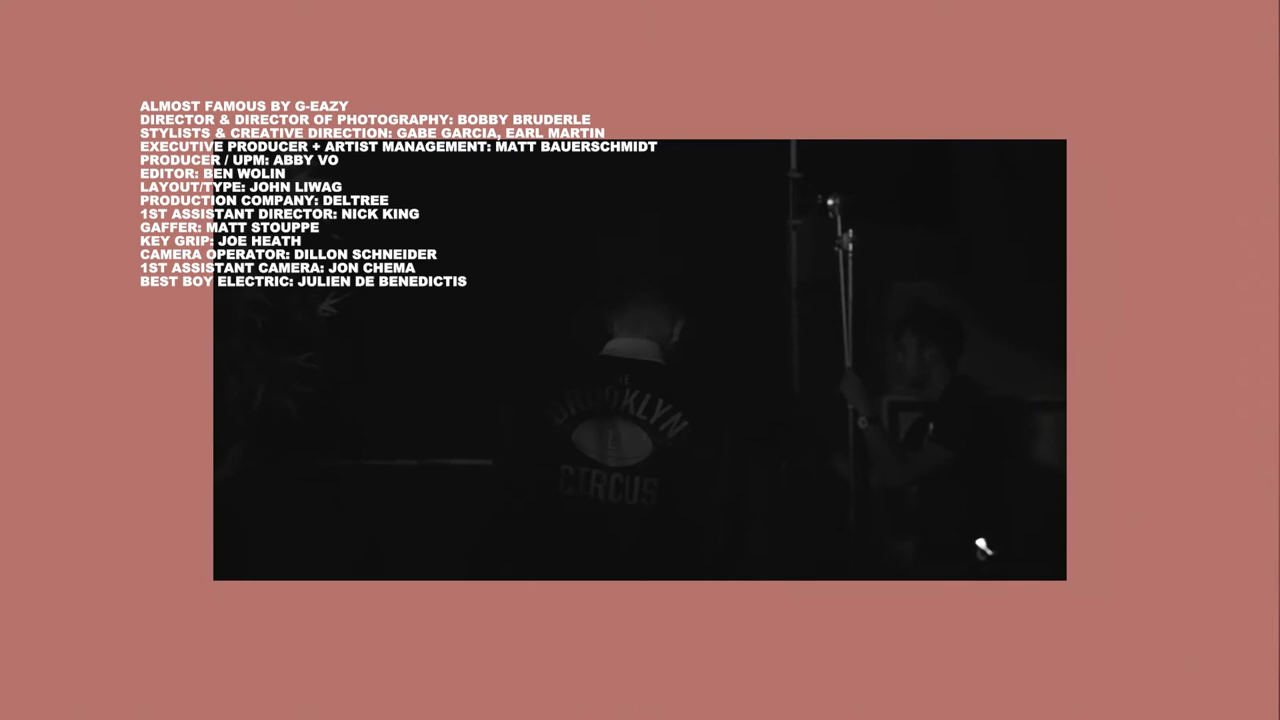 ALMOST FAMOUS BY G-EAZY
DIRECTOR & DIRECTOR OF PHOTOGRAPHY: BOBBY BRUDERLE
STYLISTS & CREATIVE DIRECTION: GABE GARCIA, EARL MARTIN
EXECUTIVE PRODUCER + ARTIST MANAGEMENT: MATT BAUERSCHMIDT
PRODUCER / UPM: ABBY VO
EDITOR: BEN WOLIN
LAYOUT/TYPE: JOHN LIWAG
PRODUCTION COMPANY: DELTREE
1ST ASSISTANT DIRECTOR: NICK KING
GAFFER: MATT STOUPPE
KEY GRIP: JOE HEATH
CAMERA OPERATOR: DILLON SCHNEIDER
1ST ASSISTANT CAMERA: JON CHEMA
BEST BOY ELECTRIC: JULIEN DE BENEDICTIS
THE
BROOKLYN
CIRCUS